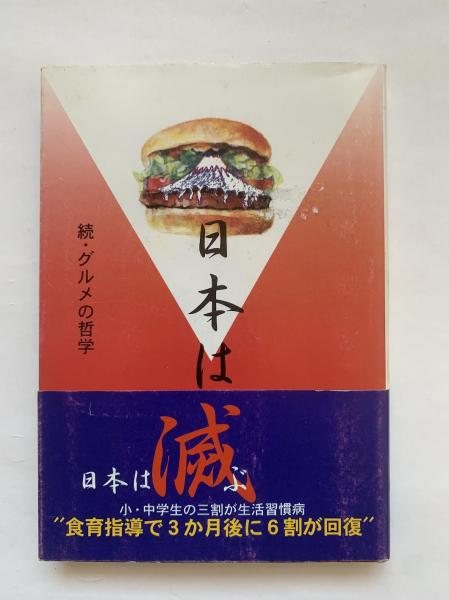 続・グルメの哲学
日本は
日本は滅ぶ
小・中学生の三割が生活習慣病
"食育指導で3か月後に6割が回復"